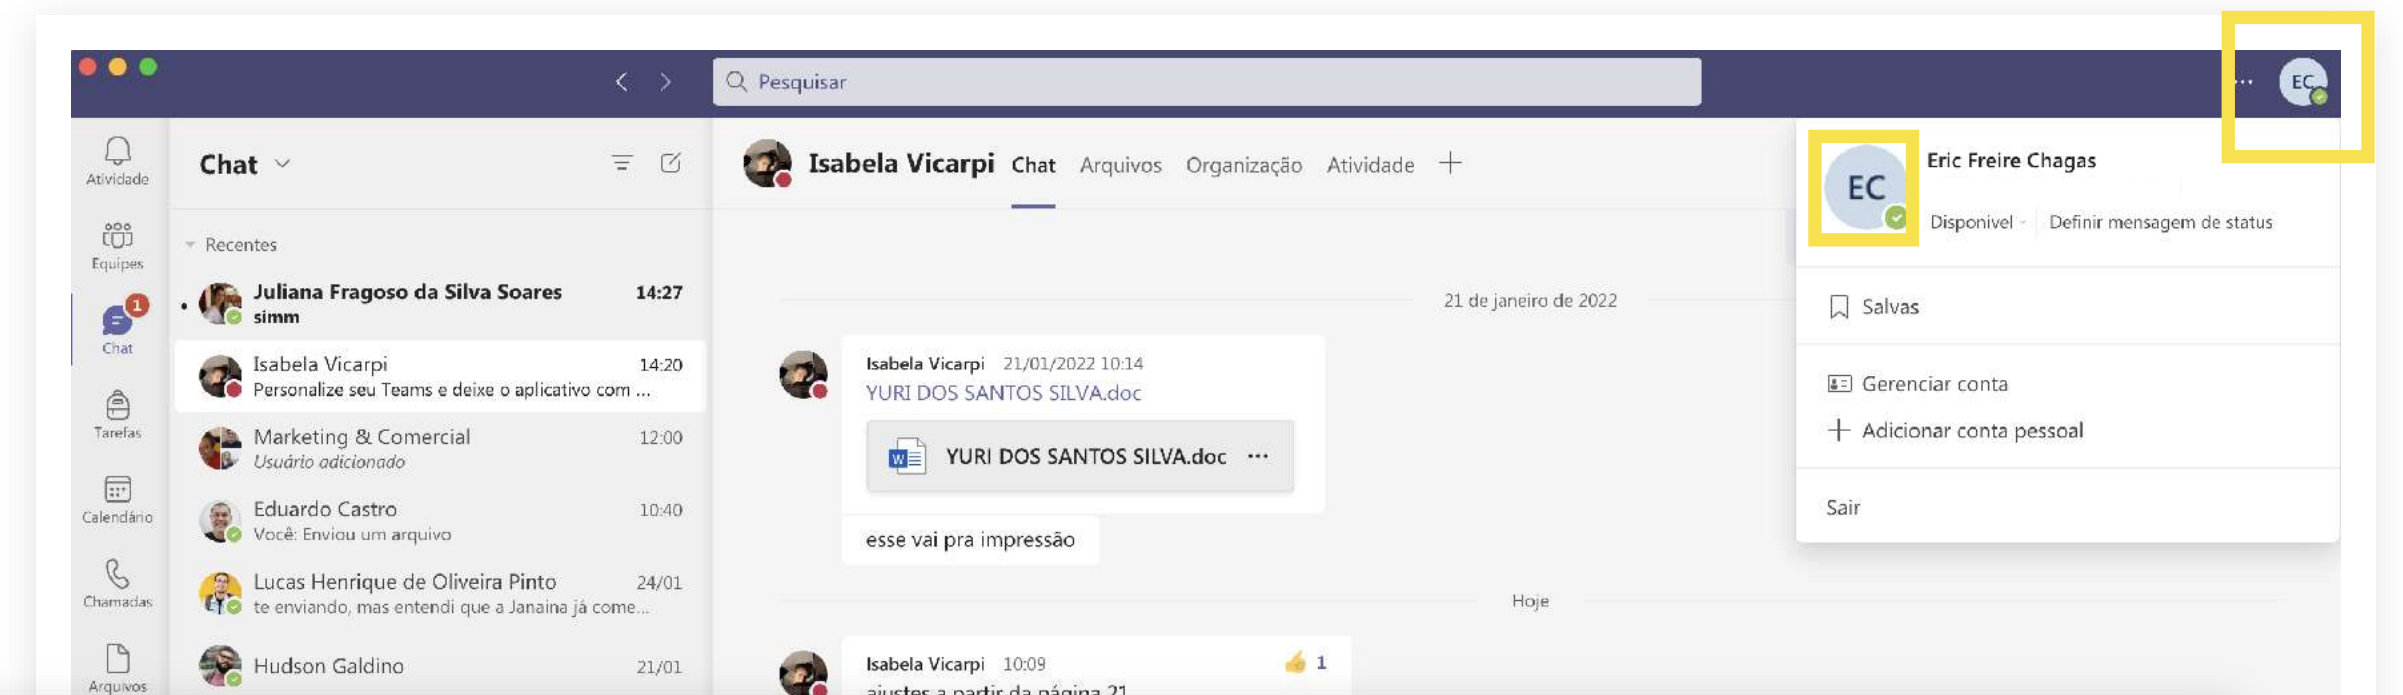 Pesquisar
... EC
Atividade
Equipes
1
Chat
Tarefas
Calendário
Chamadas
Arquivos
Chat
Recentes
Juliana Fragoso da Silva Soares 14:27
simm
Isabela Vicarpi 14:20
Personalize seu Teams e deixe o aplicativo com ...
Marketing & Comercial 12:00
Usuário adicionado
Eduardo Castro 10:40
Você: Enviou um arquivo
Lucas Henrique de Oliveira Pinto 24/01
te enviando, mas entendi que a Janaina já come...
Hudson Galdino 21/01
Isabela Vicarpi Chat Arquivos Organização Atividade
21 de janeiro de 2022
Isabela Vicarpi 21/01/2022 10:14
YURI DOS SANTOS SILVA.doc
W YURI DOS SANTOS SILVA.doc ...
esse vai pra impressão
Hoje
Isabela Vicarpi 10:09 1
ajustes a partir da página 21
EC
Eric Freire Chagas
Disponivel Definir mensagem de status
Salvas
Gerenciar conta
Adicionar conta pessoal
Sair